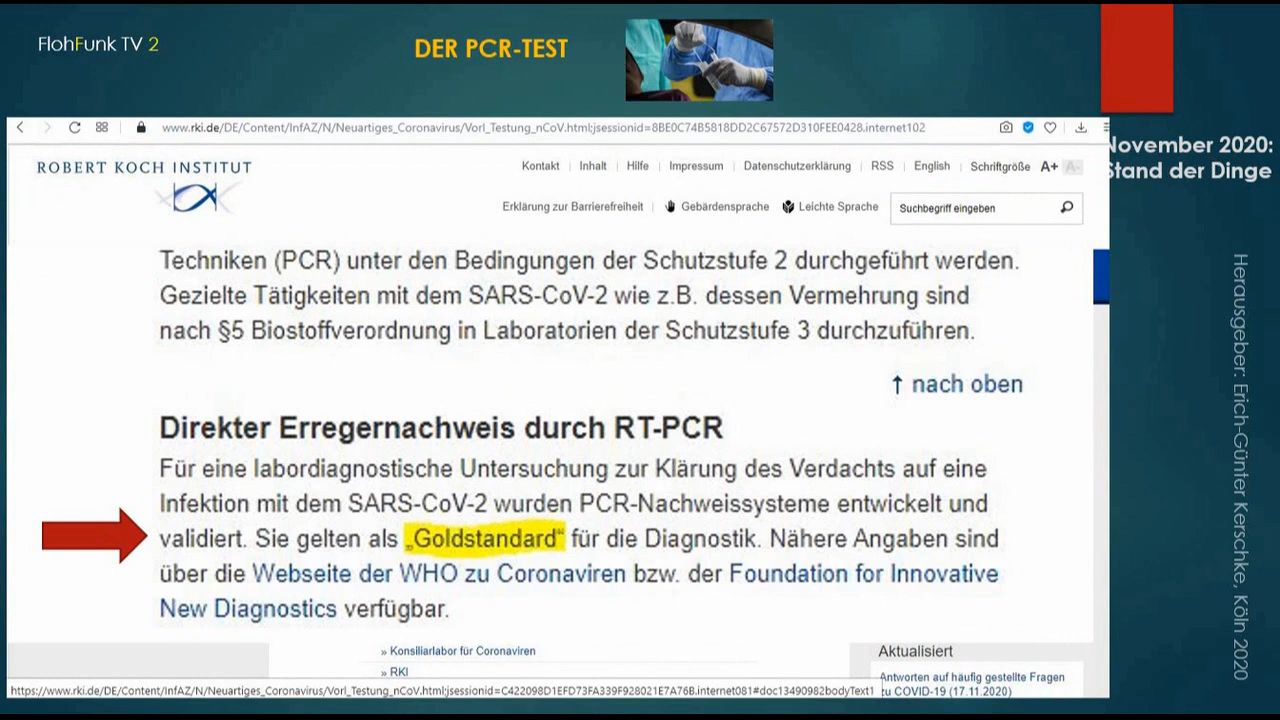 FlohFunk TV 2
DER PCR-TEST
November 2020:
Stand der Dinge
www.rki.de/DE/Content/InfAZ/N/Neuartiges_Coronavirus/Vorl_Testung_nCoV.html;jsessionid=8BE0C74B5818DD2C67572D310FEE0428.internet102
ROBERT KOCH INSTITUT
Kontakt | Inhalt | Hilfe | Impressum | Datenschutzerklärung | RSS | English | Schriftgröße A+ A-
Erklärung zur Barrierefreiheit | Gebärdensprache Leichte Sprache
Suchbegriff eingeben
Techniken (PCR) unter den Bedingungen der Schutzstufe 2 durchgeführt werden.
Gezielte Tätigkeiten mit dem SARS-CoV-2 wie z.B. dessen Vermehrung sind
nach §5 Biostoffverordnung in Laboratorien der Schutzstufe 3 durchzuführen.
↑ nach oben
Direkter Erregernachweis durch RT-PCR
Für eine labordiagnostische Untersuchung zur Klärung des Verdachts auf eine
Infektion mit dem SARS-CoV-2 wurden PCR-Nachweissysteme entwickelt und
validiert. Sie gelten als „Goldstandard“ für die Diagnostik. Nähere Angaben sind
über die Webseite der WHO zu Coronaviren bzw. der Foundation for Innovative
New Diagnostics verfügbar.
» Konsiliarlabor für Coronaviren
» RKI
Aktualisiert
Antworten auf häufig gestellte Fragen
zu COVID-19 (17.11.2020)
https://www.rki.de/DE/Content/InfAZ/N/Neuartiges_Coronavirus/Vorl_Testung_nCoV.html;jsessionid=C422098D1EFD73FA339F928021E7A76B.internet081#doc13490982bodyText1
Herausgeber: Erich-Günter Kerschke, Köln 2020